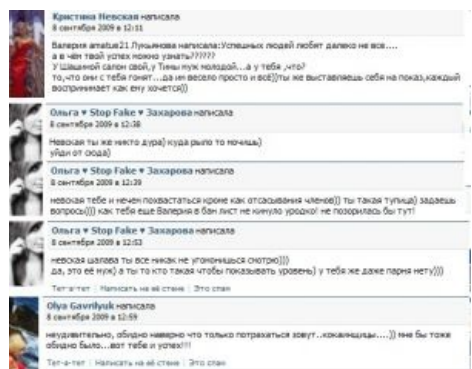 Кристина Невская написала
8 сентября 2009 в 12:11
Валерия amatue21 Лукьянова написала:Успешных людей любят далеко не все....
а в чём твой успех можно узнать??????
У Шашиной салон свой,у Тины муж молодой...а у тебя ,что?
то,что они с тебя гонят...да им весело просто и всё))ты же выставляешь себя на показ,каждый
воспринимает как ему хочется))
Ольга ♥ Stop Fake ♥ Захарова написала
8 сентября 2009 в 12:38
Невская ты же никто дура) куда рыло то мочишь)
уйди от сюда)
Ольга ♥ Stop Fake ♥ Захарова написала
8 сентября 2009 в 12:39
невская тебе и нечем похвастаться кроме как отсасывания членов)) ты такая тупица) задаешь
вопросы))) как тебя еще Валерия в бан лист не кинуло уродко! не позорилась бы тут!
Ольга ♥ Stop Fake ♥ Захарова написала
8 сентября 2009 в 12:53
невская шалава ты все никак не угомонишься смотрю)))
да, это её муж) а ты то кто такая чтобы показывать уровень) у тебя же даже парня нету)))
Тет-а-тет | Написать на её стене | Это спам
Olya Gavrilyuk написала
8 сентября 2009 в 12:59
неудивительно, обидно наверно что только потрахаться зовут..кокаинщицы....)) мне бы тоже
обидно было...вот тебе и успех!!!
Тет-а-тет | Написать на её стене | Это спам